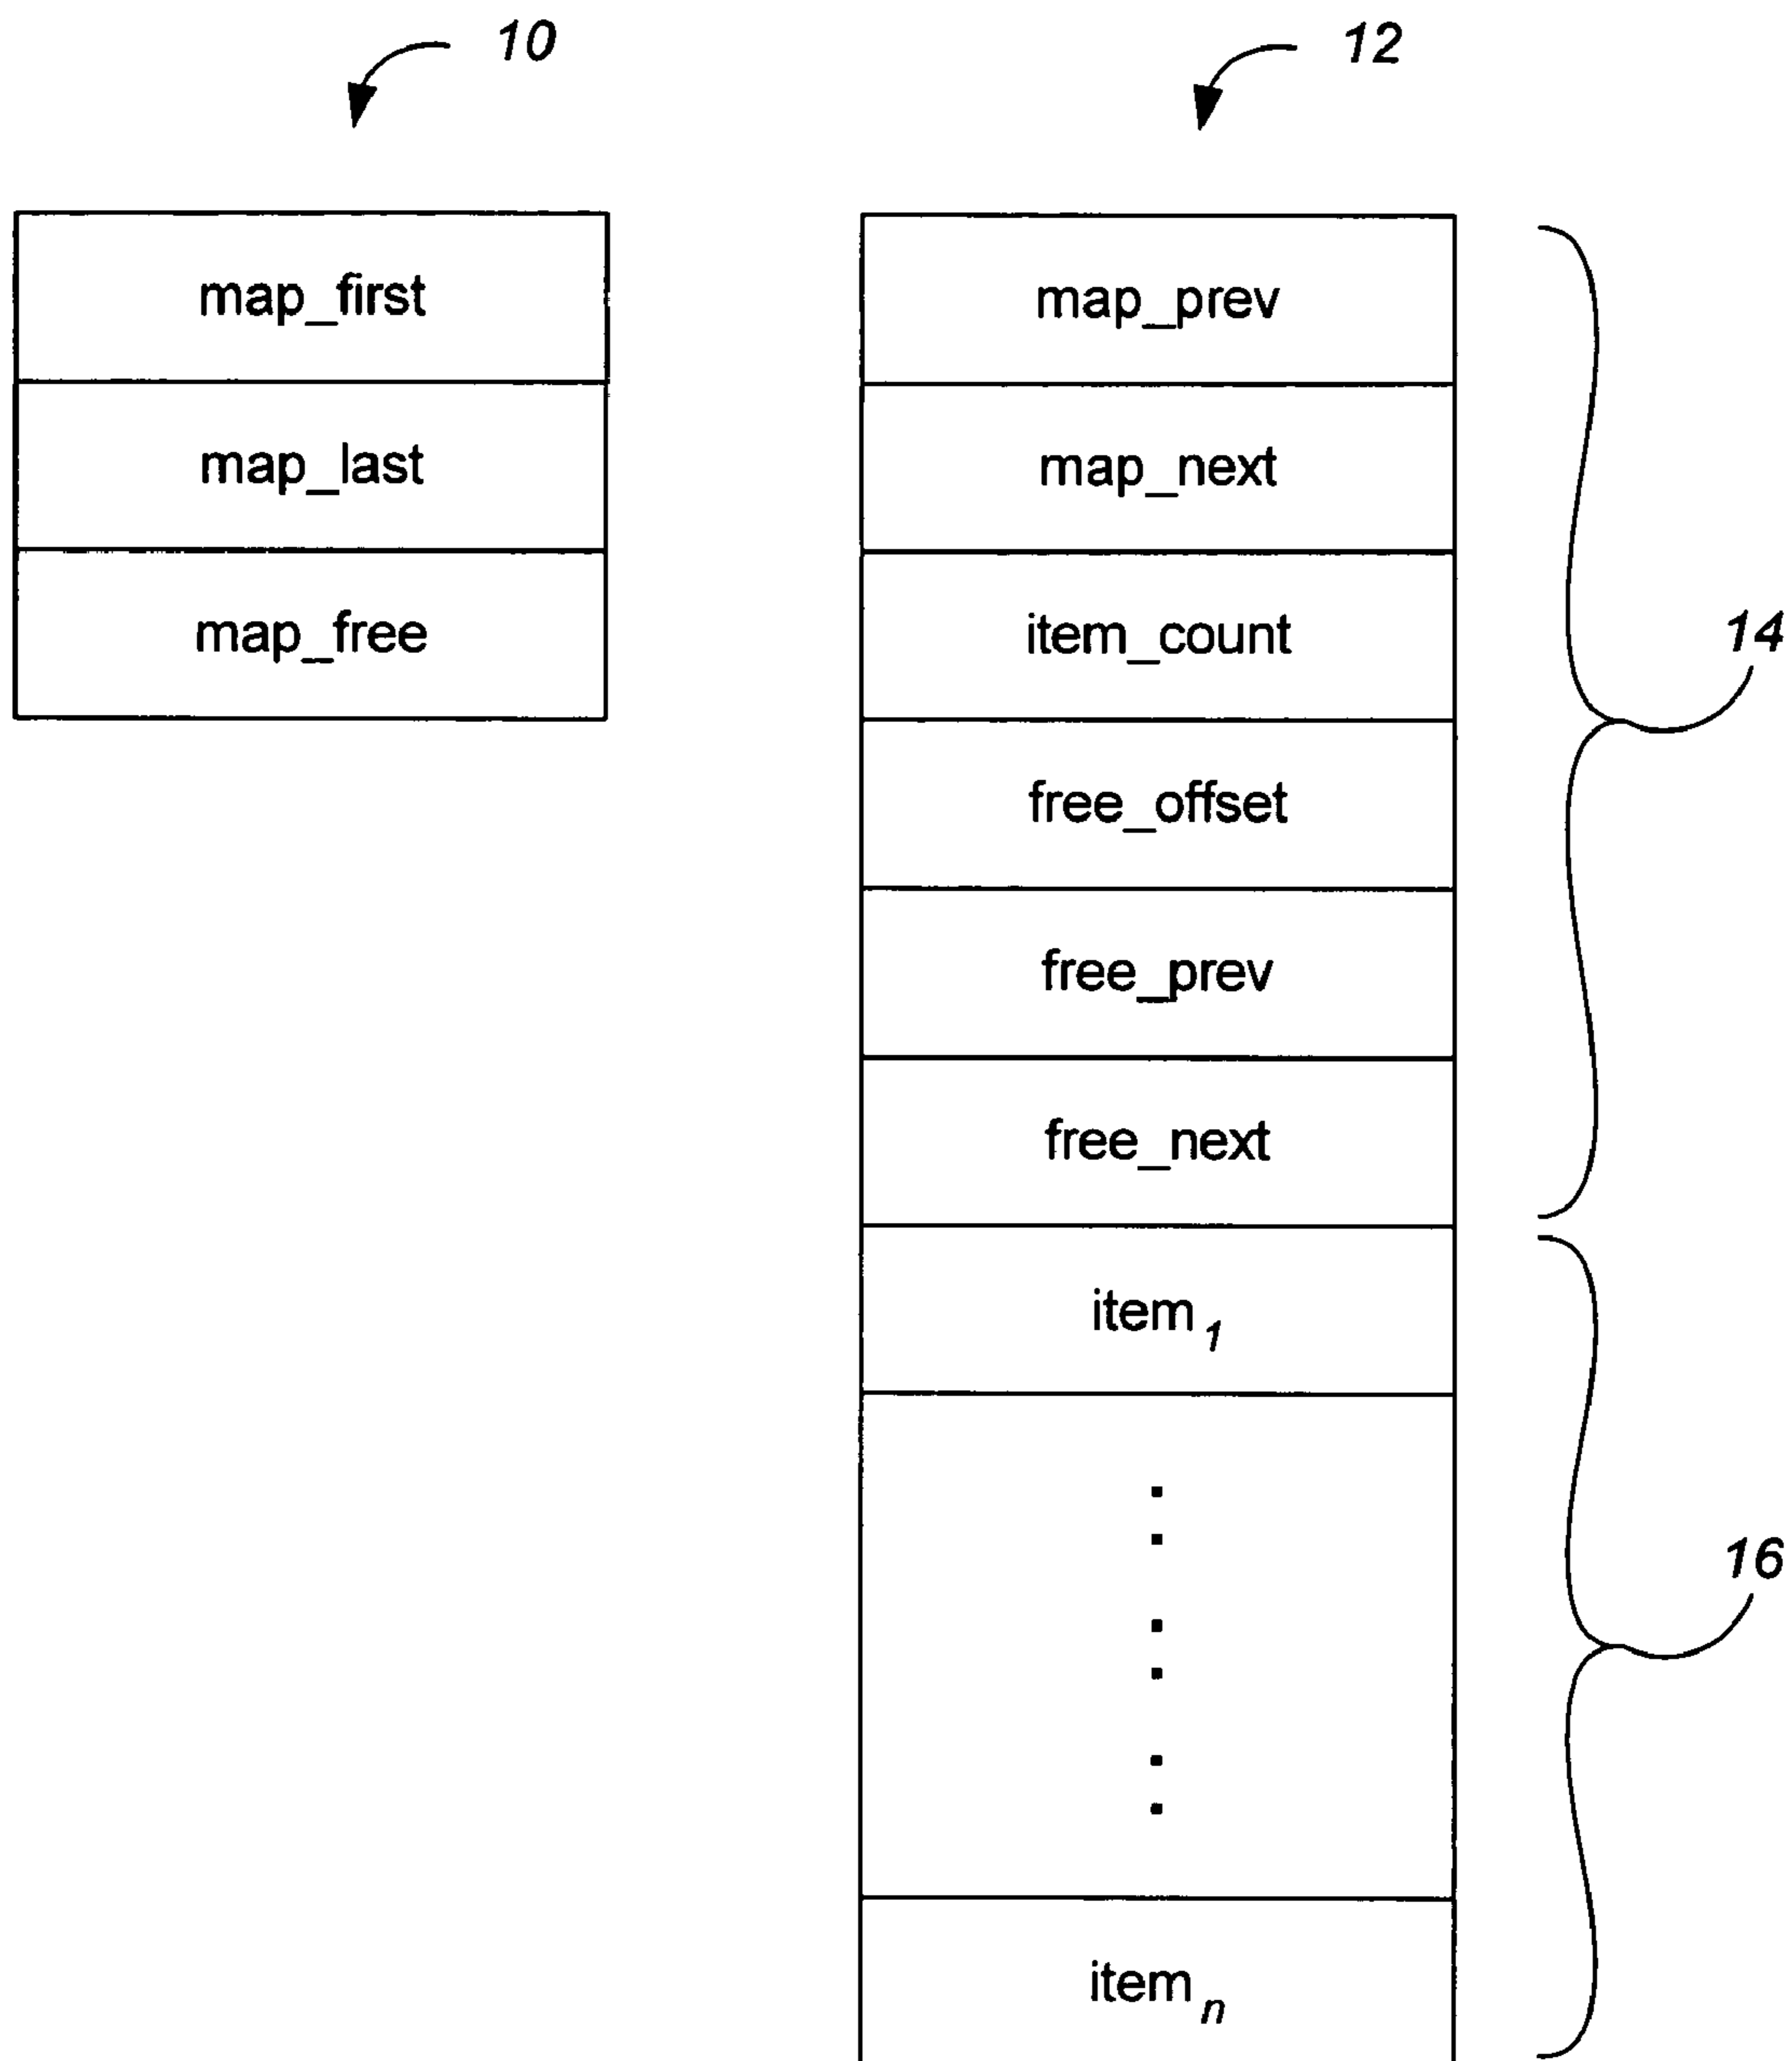 10
map_first
map_last
map_free
12
map_prev
map_next
item_count
free_offset
free_prev
free_next
item 1
item n
14
16